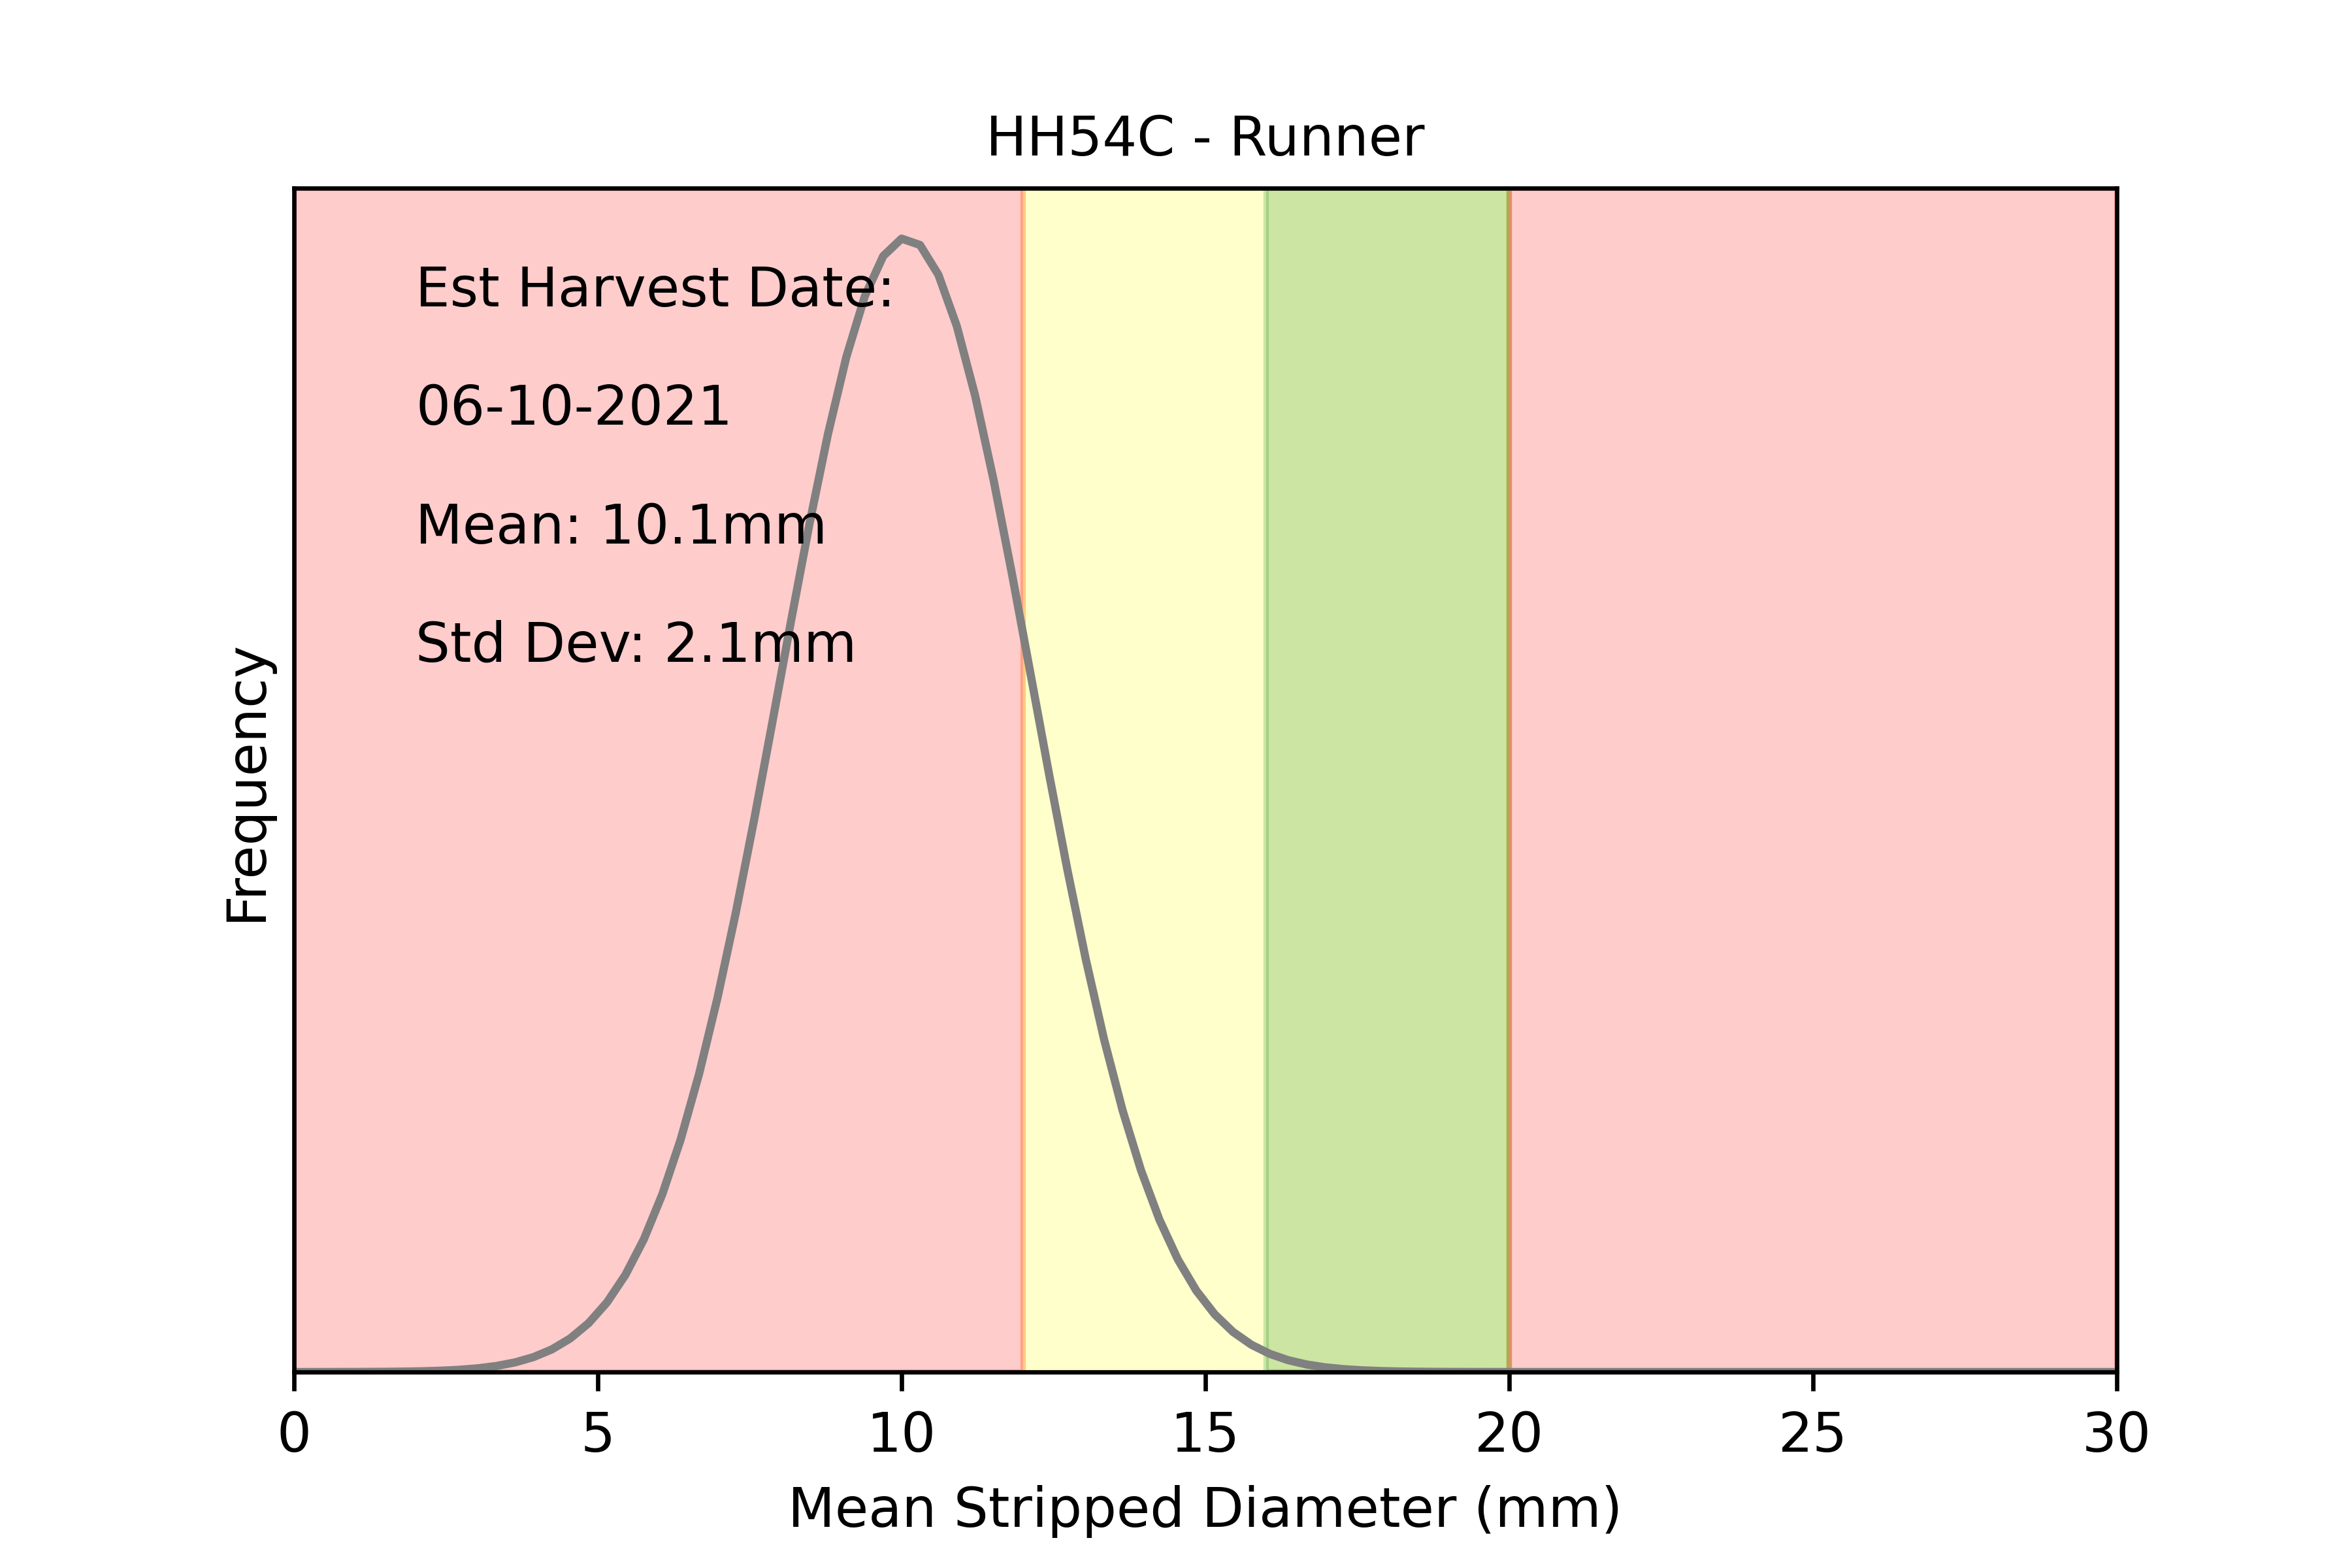 HH54C - Runner
Est Harvest Date:
06-10-2021
Mean: 10.1mm
Std Dev: 2.1mm
Frequency
0 5 10 15 20 25 30
Mean Stripped Diameter (mm)